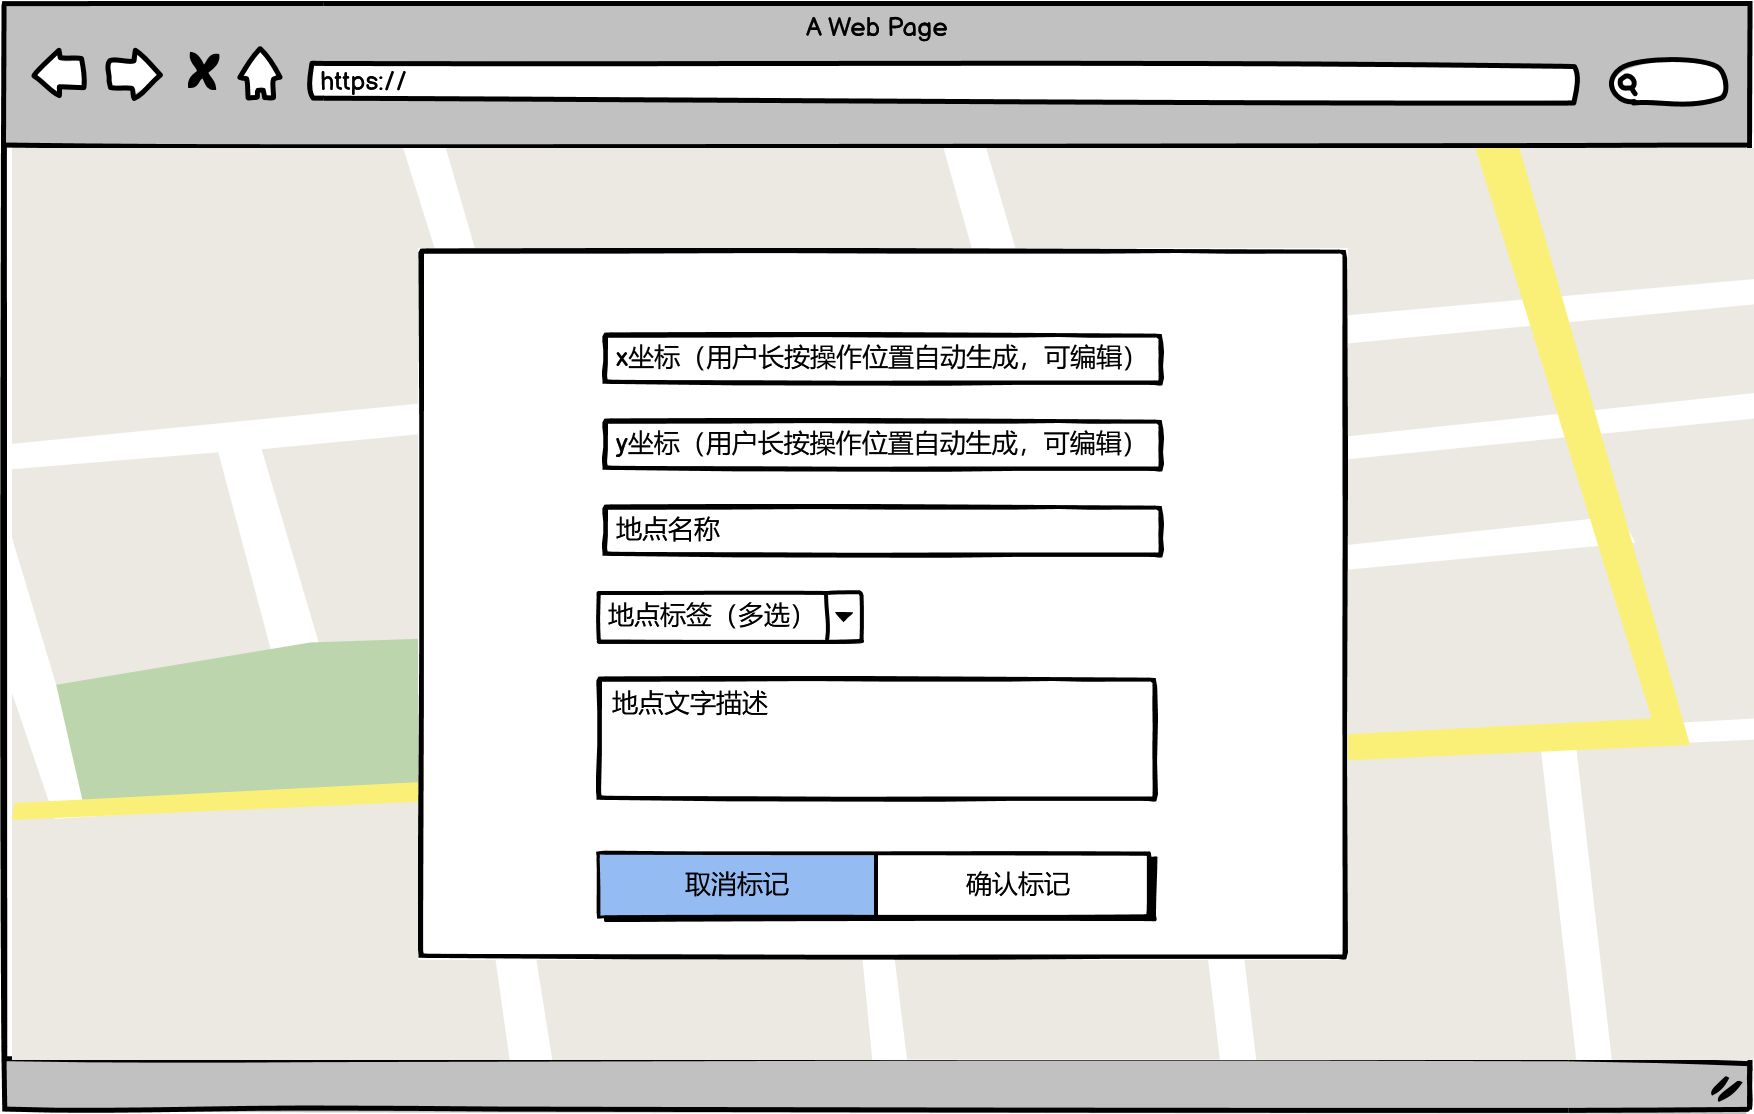 A Web Page
https://
x坐标（用户长按操作位置自动生成，可编辑）
y坐标（用户长按操作位置自动生成，可编辑）
地点名称
地点标签（多选）
地点文字描述
取消标记
确认标记